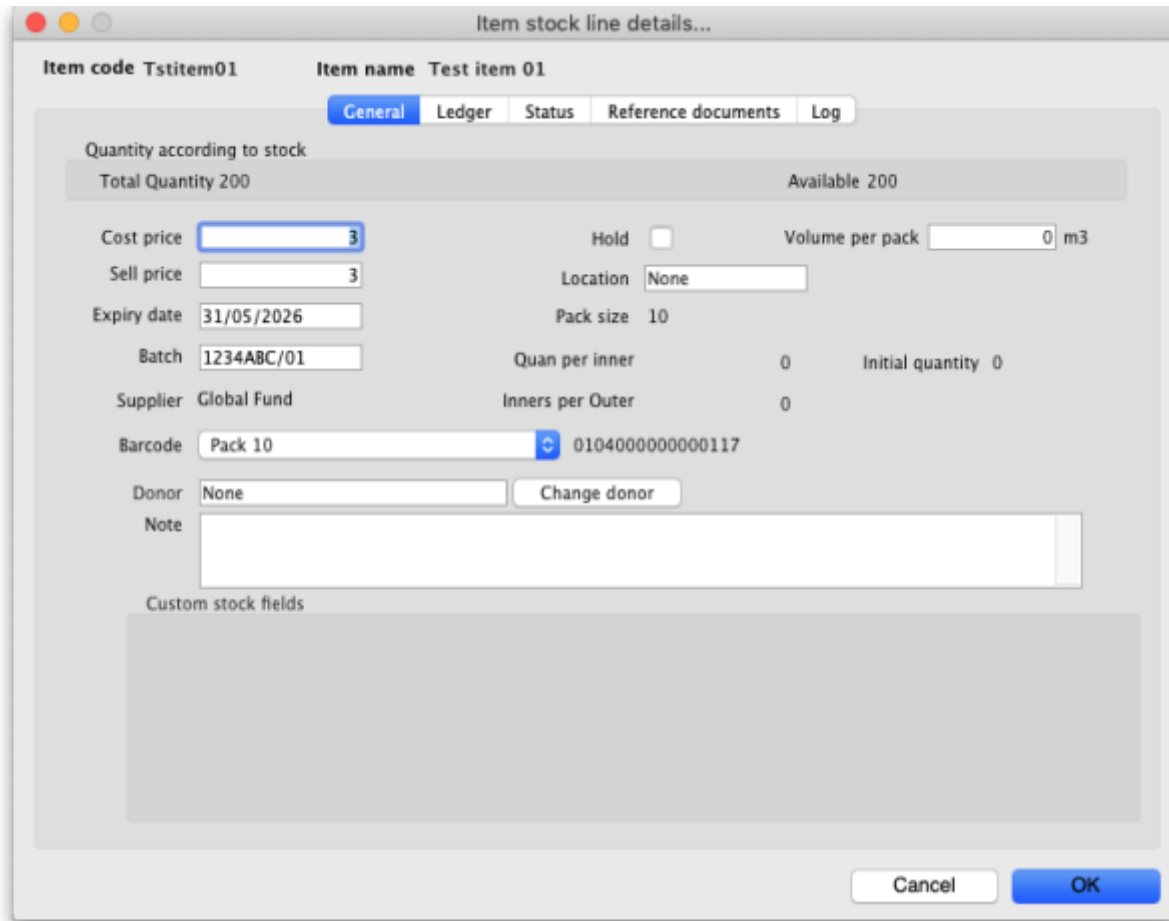 Item stock line details...
Item code Tstitem01 Item name Test item 01
General Ledger Status Reference documents Log
Quantity according to stock
Total Quantity 200 Available 200
Cost price 3 Hold Volume per pack 0 m3
Sell price 3 Location None
Expiry date 31/05/2026 Pack size 10
Batch 1234ABC/01 Quan per inner 0 Initial quantity 0
Supplier Global Fund Inners per Outer 0
Barcode Pack 10 0104000000000117
Donor None Change donor
Note
Custom stock fields
Cancel OK